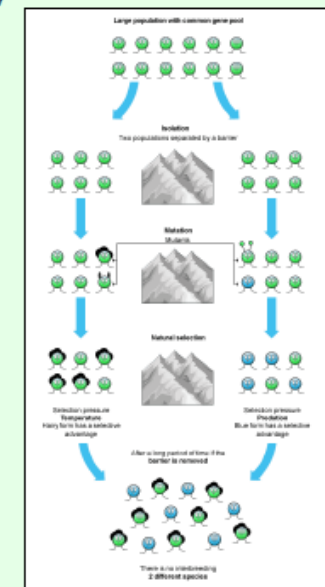 Large population with common gene pool
Isolation
Two populations separated by a barrier
Mutation
Mutants
Natural selection
Selection pressure
Temperature
Hairy form has a selective
advantage
Selection pressure
Predation
Blue form has a selective
advantage
After a long period of time if the
barrier is removed
There is no interbreeding
2 different species